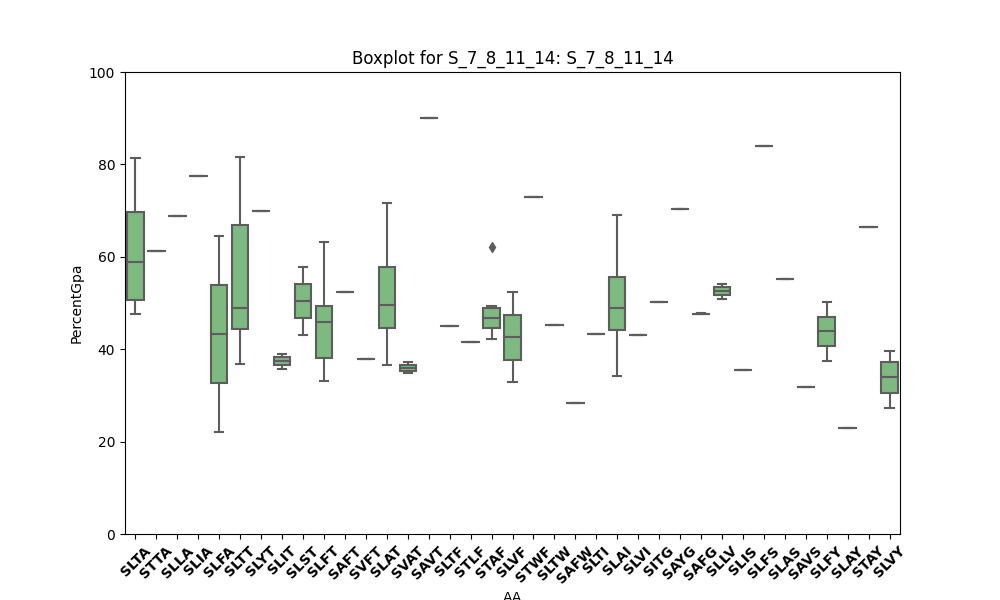 Boxplot for S_7_8_11_14: S_7_8_11_14
100
80
60
40
20
0
PercentGpa
SLTA STTA SLLA SLIA SLFA SLTT SLYT SLIT SLST SLFT SAFT SVFT SLAT SVAT SAVT SLTF STLF STAF SLVF STWF SLTW SAFW SLTI SLAI SLVI SITG SAYG SAFG SLLV SLIS SLFS SLAS SAVS SLFY SLAY STAY SLVY
AA